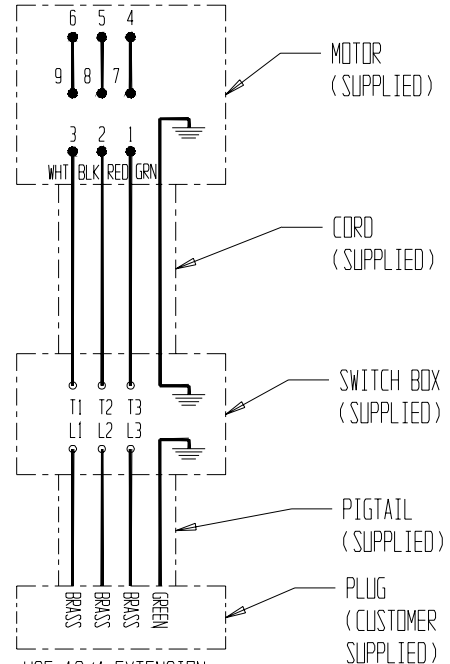 6 5 4
9 8 7
3 2 1
WHT BLK RED GRN
MOTOR
(SUPPLIED)
CORD
(SUPPLIED)
T1 T2 T3
L1 L2 L3
SWITCH BOX
(SUPPLIED)
PIGTAIL
(SUPPLIED)
BRASS BRASS BRASS GREEN
PLUG
(CUSTOMER
SUPPLIED)